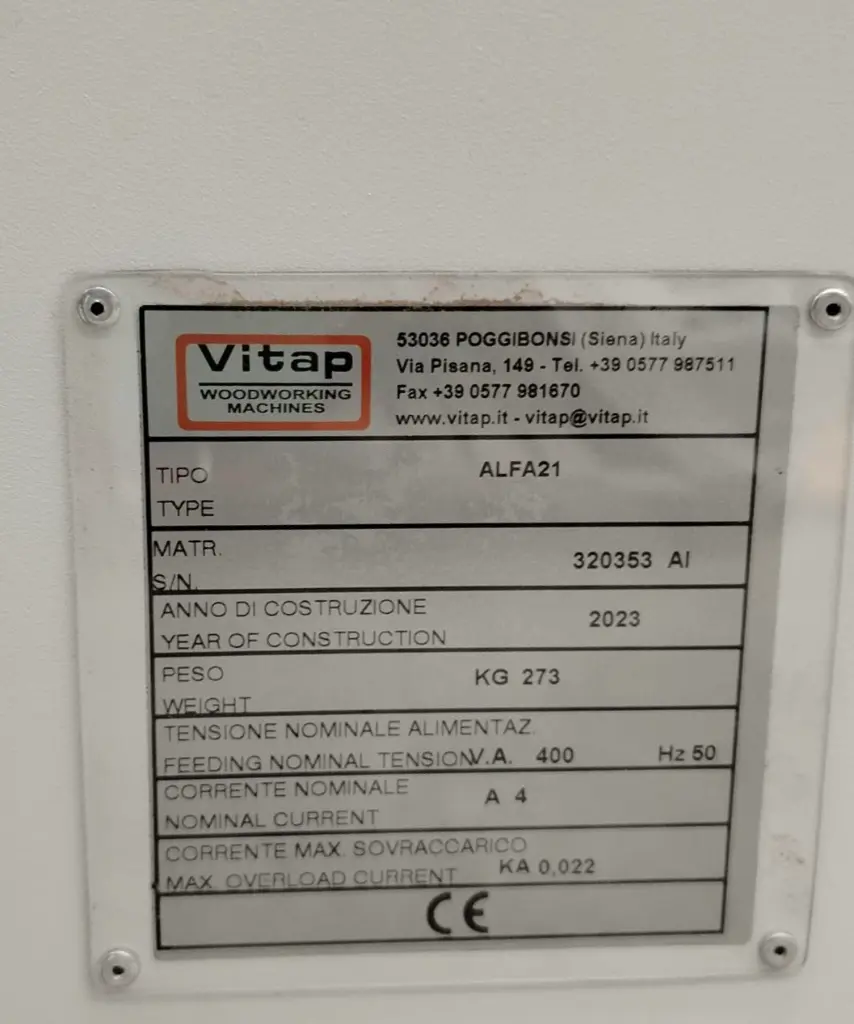 Vitap
WOODWORKING
MACHINES
53036 POGGIBONSI (Siena) Italy
Via Pisana, 149 - Tel. +39 0577 987511
Fax +39 0577 981670
www.vitap.it - vitap@vitap.it
TIPO
TYPE
ALFA21
MATR.
S/N.
320353 AI
ANNO DI COSTRUZIONE
YEAR OF CONSTRUCTION
2023
PESO
WEIGHT
KG 273
TENSIONE NOMINALE ALIMENTAZ.
FEEDING NOMINAL TENSION V.A. 400 Hz 50
CORRENTE NOMINALE
NOMINAL CURRENT
A 4
CORRENTE MAX. SOVRACCARICO
MAX. OVERLOAD CURRENT
KA 0,022
CE